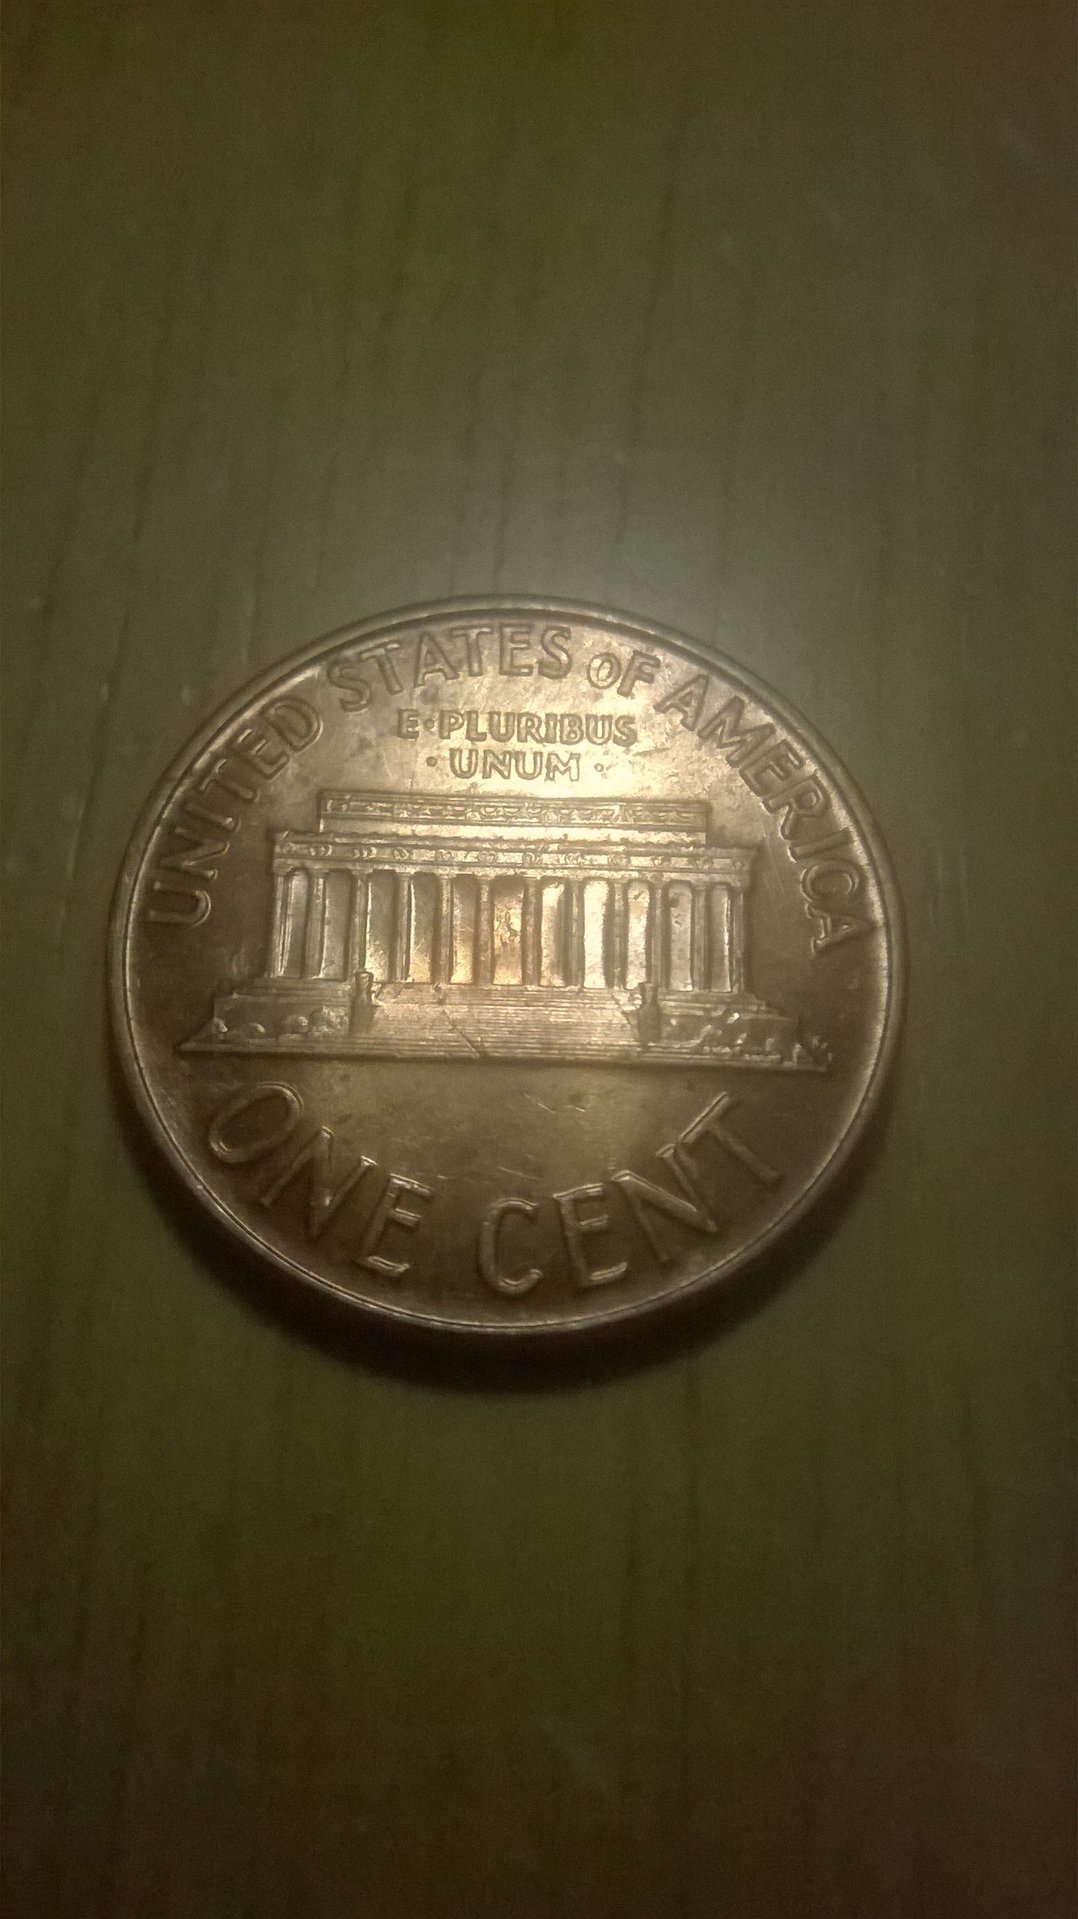 UNITED STATES OF AMERICA
E·PLURIBUS
·UNUM·
ONE CENT